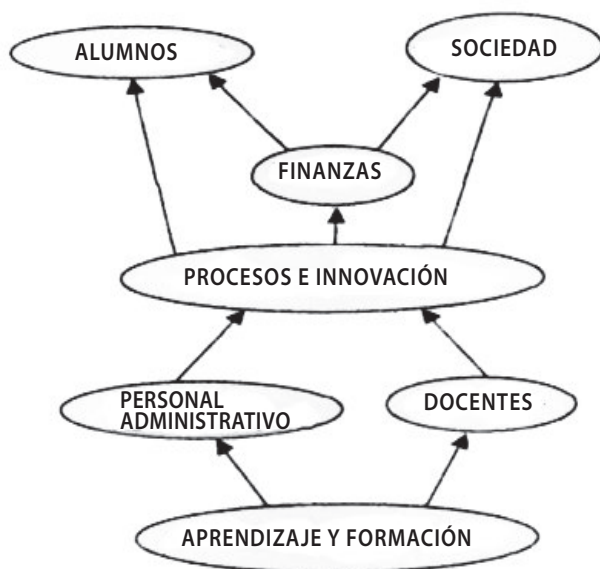 ALUMNOS
SOCIEDAD
FINANZAS
PROCESOS E INNOVACIÓN
PERSONAL
ADMINISTRATIVO
DOCENTES
APRENDIZAJE Y FORMACIÓN